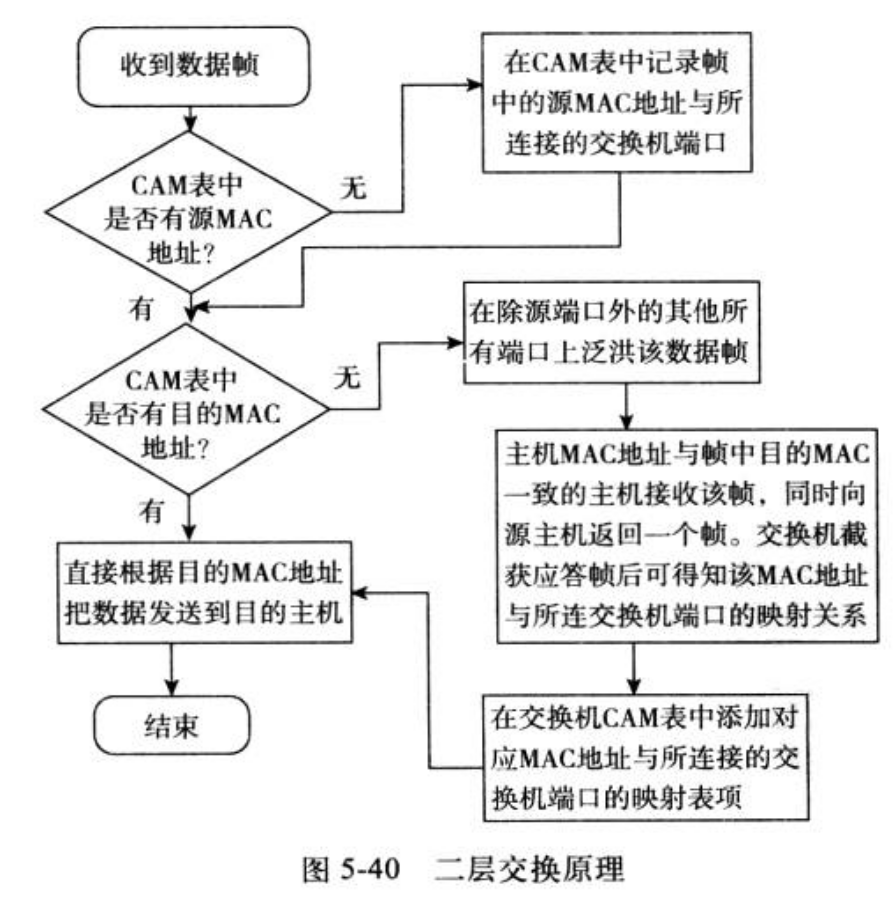 收到数据帧
在CAM表中记录帧
中的源MAC地址与所
连接的交换机端口
CAM表中
是否有源MAC
地址？
无
有
在除源端口外的其他所
有端口上泛洪该数据帧
CAM表中
是否有目的MAC
地址？
无
有
主机MAC地址与帧中目的MAC
一致的主机接收该帧，同时向
源主机返回一个帧。交换机截
获应答帧后可得知该MAC地址
与所连交换机端口的映射关系
直接根据目的MAC地址
把数据发送到目的主机
结束
在交换机CAM表中添加对
应MAC地址与所连接的交
换机端口的映射表项
图 5-40 二层交换原理